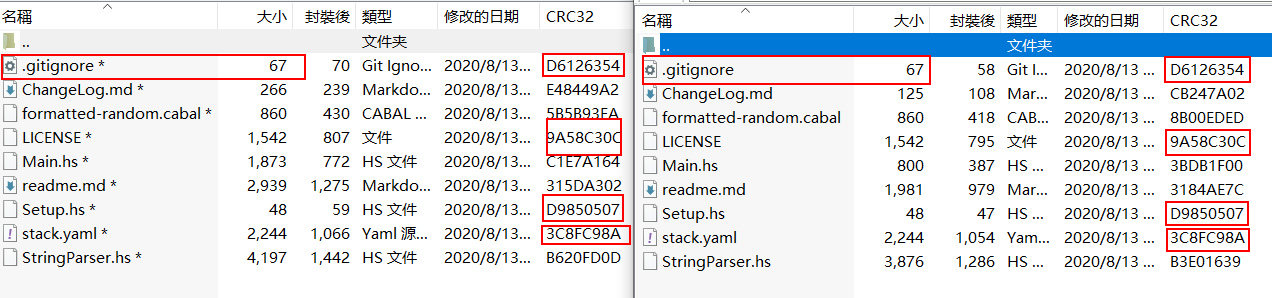 名稱 大小 封裝後 類型 修改的日期 CRC32
.. 文件夹
.gitignore * 67 70 Git Igno... 2020/8/13... D6126354
ChangeLog.md * 266 239 Markdo... 2020/8/13... E48449A2
formatted-random.cabal * 860 430 CABAL ... 2020/8/13... 5B5B93FA
LICENSE * 1,542 807 文件 2020/8/13... 9A58C30C
Main.hs * 1,873 772 HS 文件 2020/8/13... C1E7A164
readme.md * 2,939 1,275 Markdo... 2020/8/13... 315DA302
Setup.hs * 48 59 HS 文件 2020/8/13... D9850507
stack.yaml * 2,244 1,066 Yaml 源... 2020/8/13... 3C8FC98A
StringParser.hs * 4,197 1,442 HS 文件 2020/8/13... B620FD0D
名稱 大小 封裝後 類型 修改的日期 CRC32
.. 文件夹
.gitignore 67 58 Git I... 2020/8/13 ... D6126354
ChangeLog.md 125 108 Mar... 2020/8/13 ... CB247A02
formatted-random.cabal 860 418 CAB... 2020/8/13 ... 8B00EDED
LICENSE 1,542 795 文件 2020/8/13 ... 9A58C30C
Main.hs 800 387 HS ... 2020/8/13 ... 3BDB1F00
readme.md 1,981 979 Mar... 2020/8/13 ... 3184AE7C
Setup.hs 48 47 HS ... 2020/8/13 ... D9850507
stack.yaml 2,244 1,054 Yam... 2020/8/13 ... 3C8FC98A
StringParser.hs 3,876 1,286 HS ... 2020/8/13 ... B3E01639